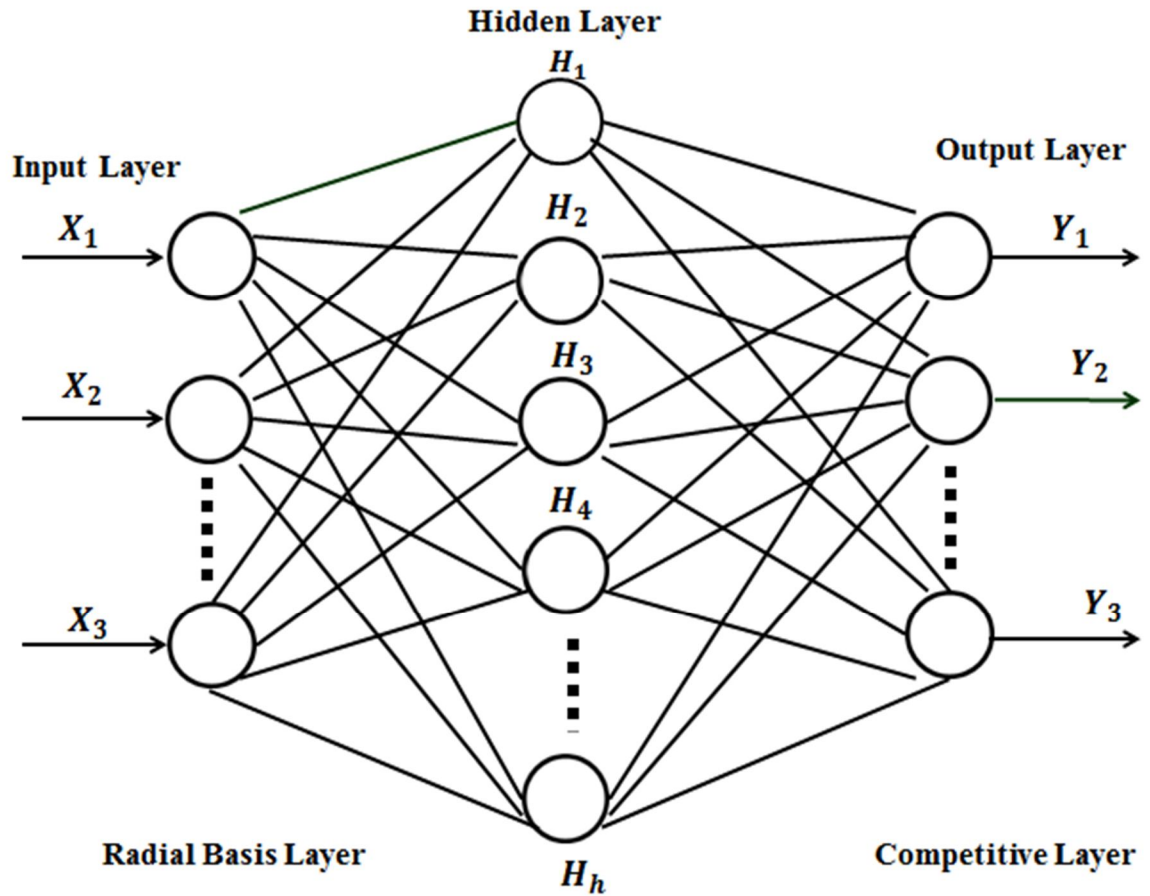 Hidden Layer
H₁
Input Layer
Output Layer
X₁
H₂
Y₁
H₃
X₂
Y₂
H₄
X₃
Y₃
Radial Basis Layer
Competitive Layer
Hₕ